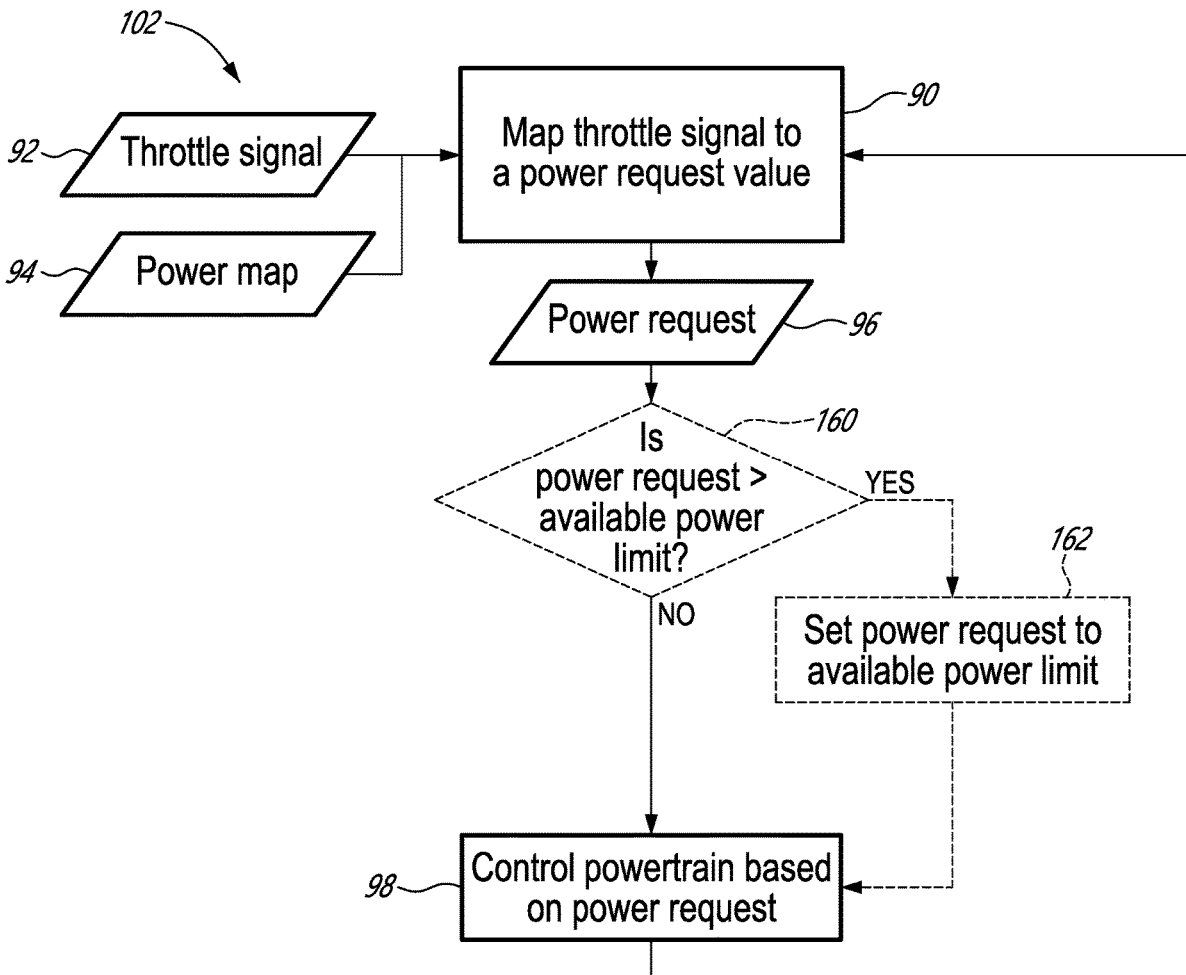 102
92
Throttle signal
94
Power map
Map throttle signal to
a power request value
90
Power request
96
Is
power request >
available power
limit?
160
YES
NO
162
Set power request to
available power limit
98
Control powertrain based
on power request